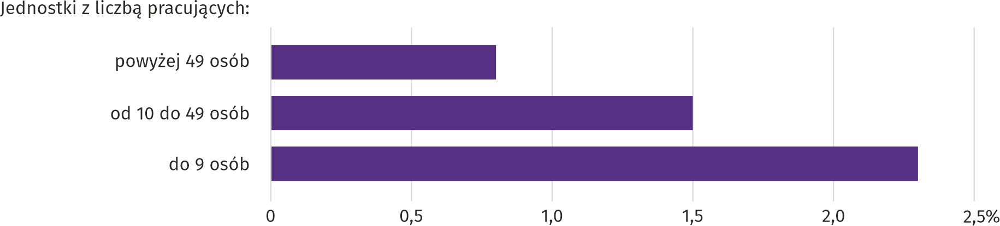 Jednostki z liczbą pracujących:
powyżej 49 osób
od 10 do 49 osób
do 9 osób
0 0,5 1,0 1,5 2,0 2,5%